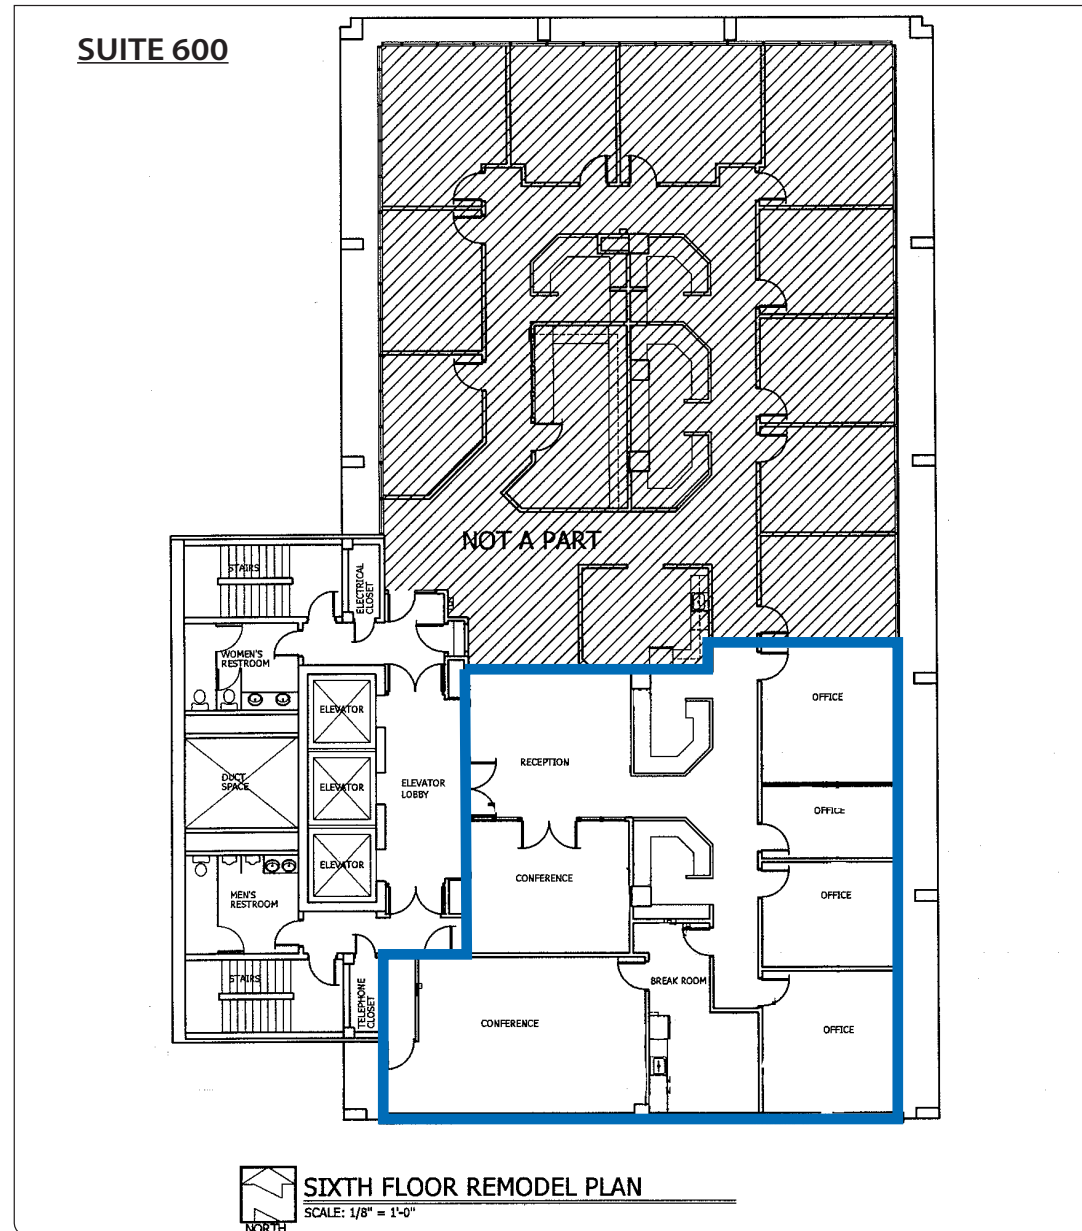 SUITE 600
NOT A PART
STAIRS
ELECTRICAL
CLOSET
WOMEN'S
RESTROOM
ELEVATOR
OFFICE
RECEPTION
DUCT
SPACE
ELEVATOR
ELEVATOR
LOBBY
OFFICE
ELEVATOR
CONFERENCE
OFFICE
MEN'S
RESTROOM
STAIRS
TELEPHONE
CLOSET
BREAK ROOM
CONFERENCE
OFFICE
SIXTH FLOOR REMODEL PLAN
SCALE: 1/8" = 1'-0"
NORTH